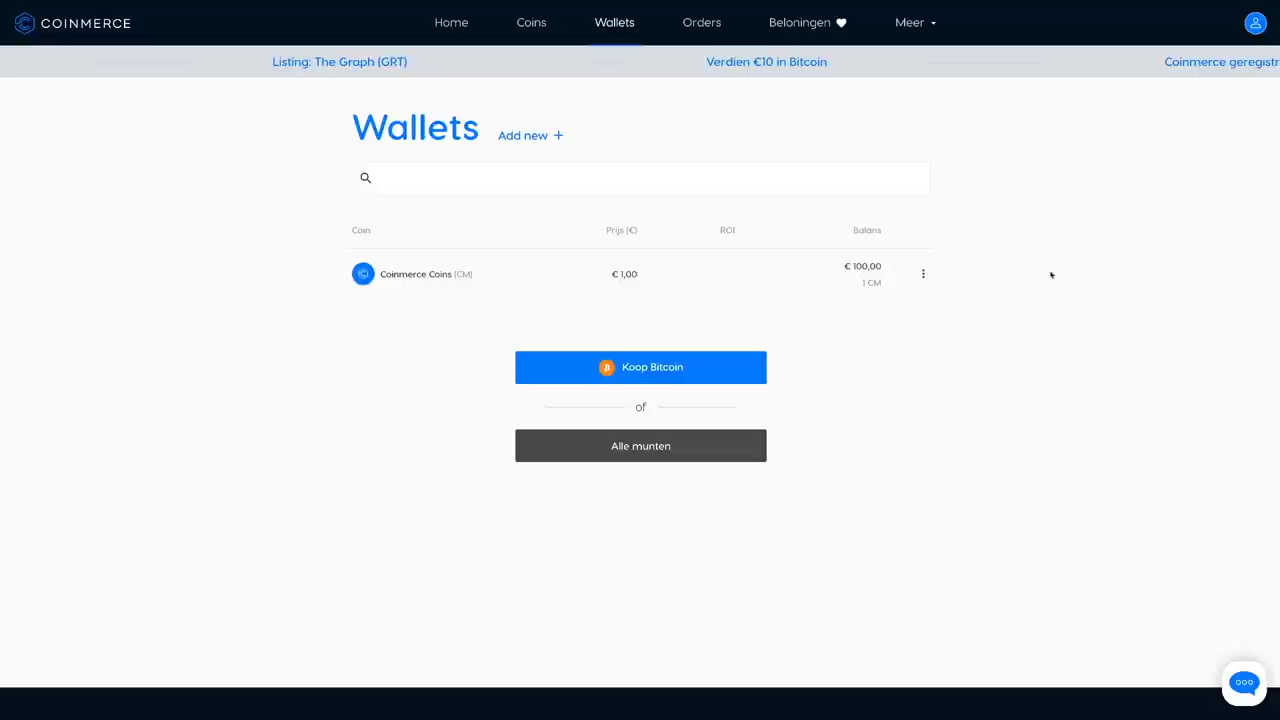 COINMERCE
Home Coins Wallets Orders Beloningen Meer
Listing: The Graph (GRT) Verdien €10 in Bitcoin Coinmerce geregistr
Wallets Add new +
Coin Prijs (€) ROI Balans
Coinmerce Coins (CM) € 1,00 € 100,00
1 CM
Koop Bitcoin
of
Alle munten